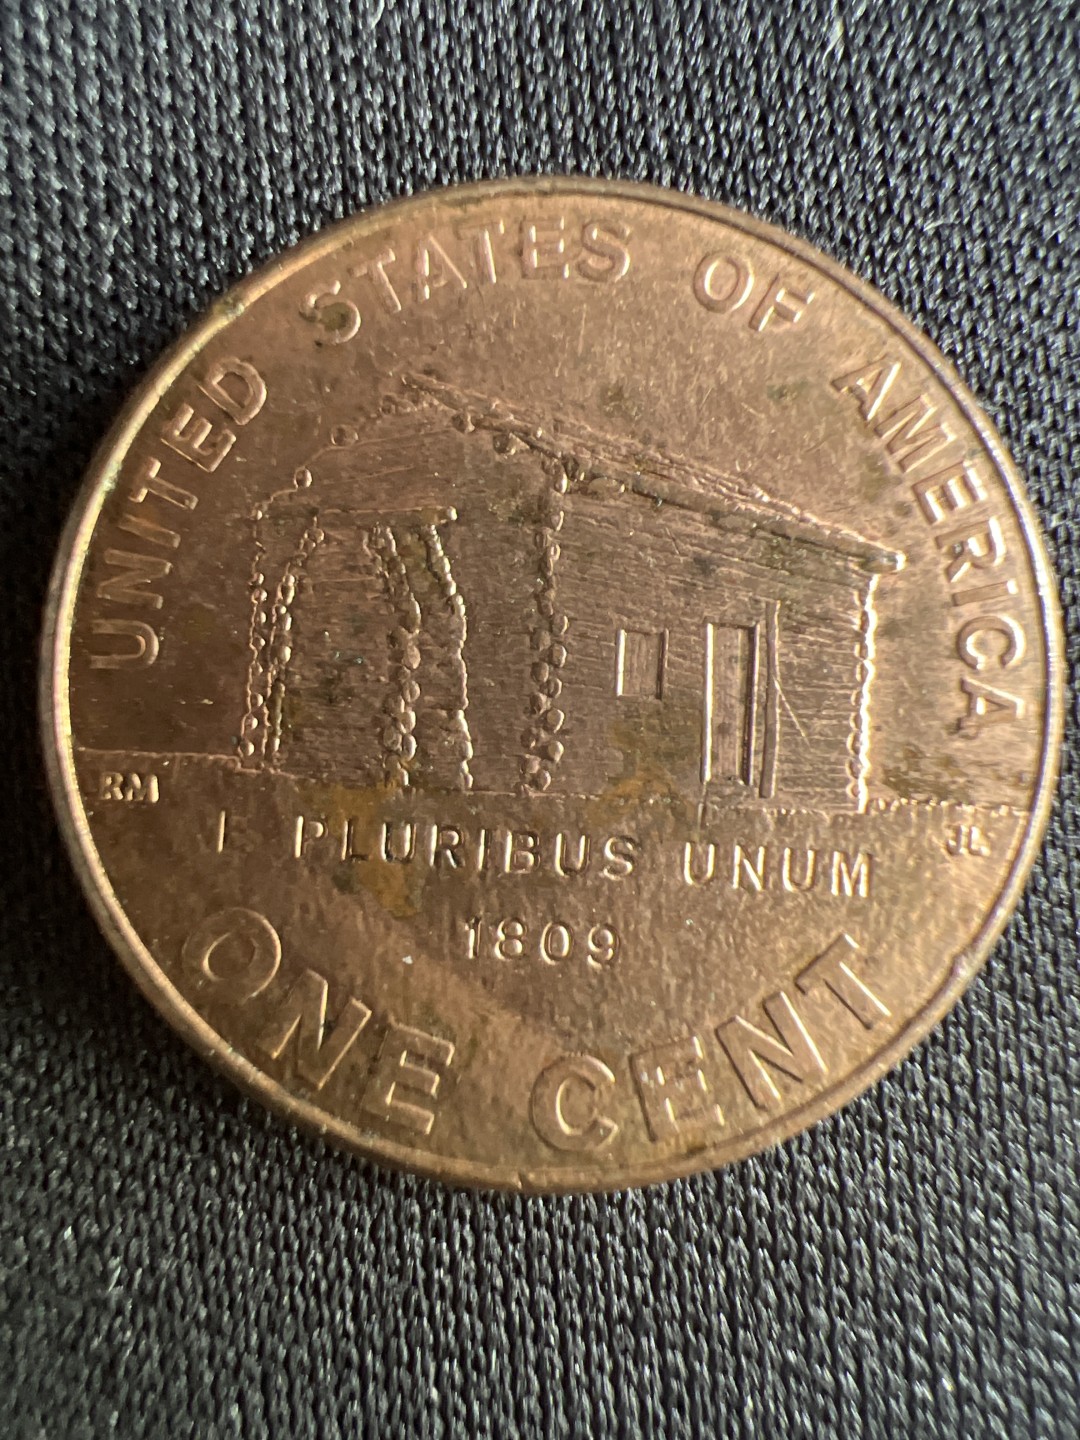 UNITED STATES OF AMERICA
RM
JL
I PLURIBUS UNUM
1809
ONE CENT